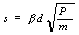 s = βd √(P/m)